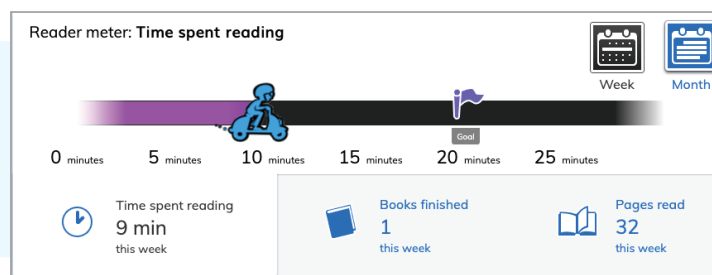 Reader meter: Time spent reading
Week
Month
Goal
0 minutes 5 minutes 10 minutes 15 minutes 20 minutes 25 minutes
Time spent reading
9 min
this week
Books finished
1
this week
Pages read
32
this week